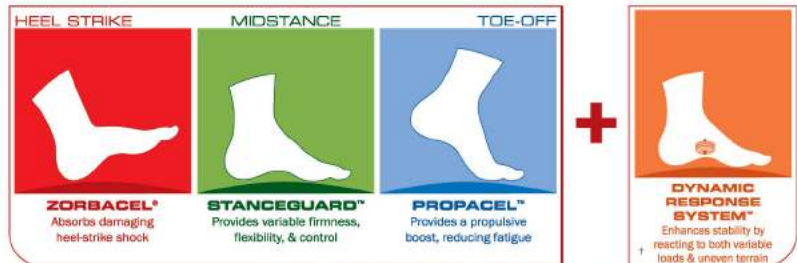 HEEL STRIKE
MIDSTANCE
TOE-OFF
ZORBACEL®
Absorbs damaging
heel-strike shock
STANCEGUARD™
Provides variable firmness,
flexibility, & control
PROPACEL™
Provides a propulsive
boost, reducing fatigue
+
DYNAMIC
RESPONSE
SYSTEM™
Enhances stability by
reacting to both variable
† loads & uneven terrain